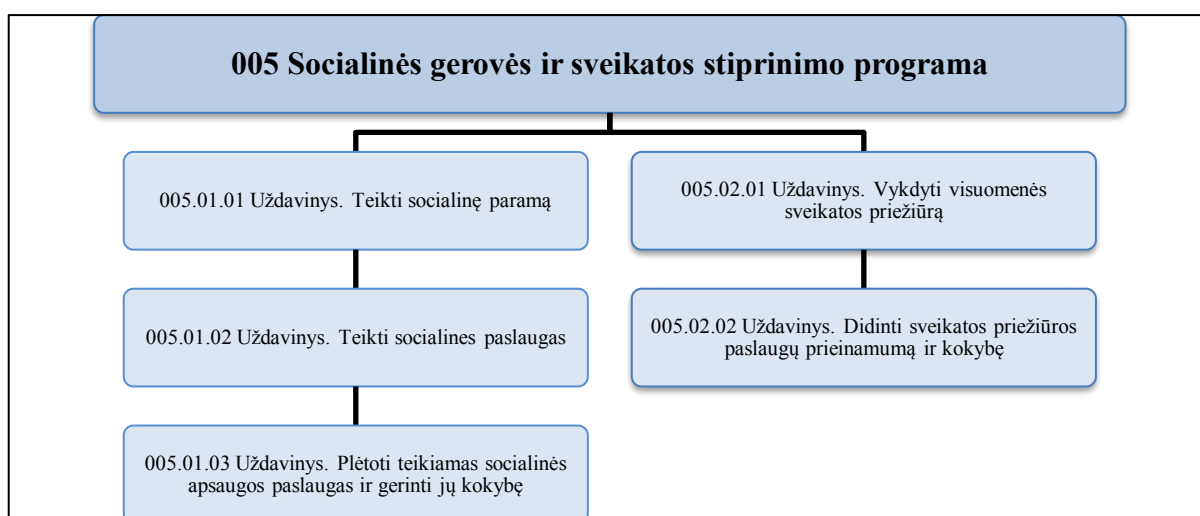 005 Socialinės gerovės ir sveikatos stiprinimo programa
005.01.01 Uždavinys. Teikti socialinę paramą
005.01.02 Uždavinys. Teikti socialines paslaugas
005.01.03 Uždavinys. Plėtoti teikiamas socialinės
apsaugos paslaugas ir gerinti jų kokybę
005.02.01 Uždavinys. Vykdyti visuomenės
sveikatos priežiūrą
005.02.02 Uždavinys. Didinti sveikatos priežiūros
paslaugų prieinamumą ir kokybę